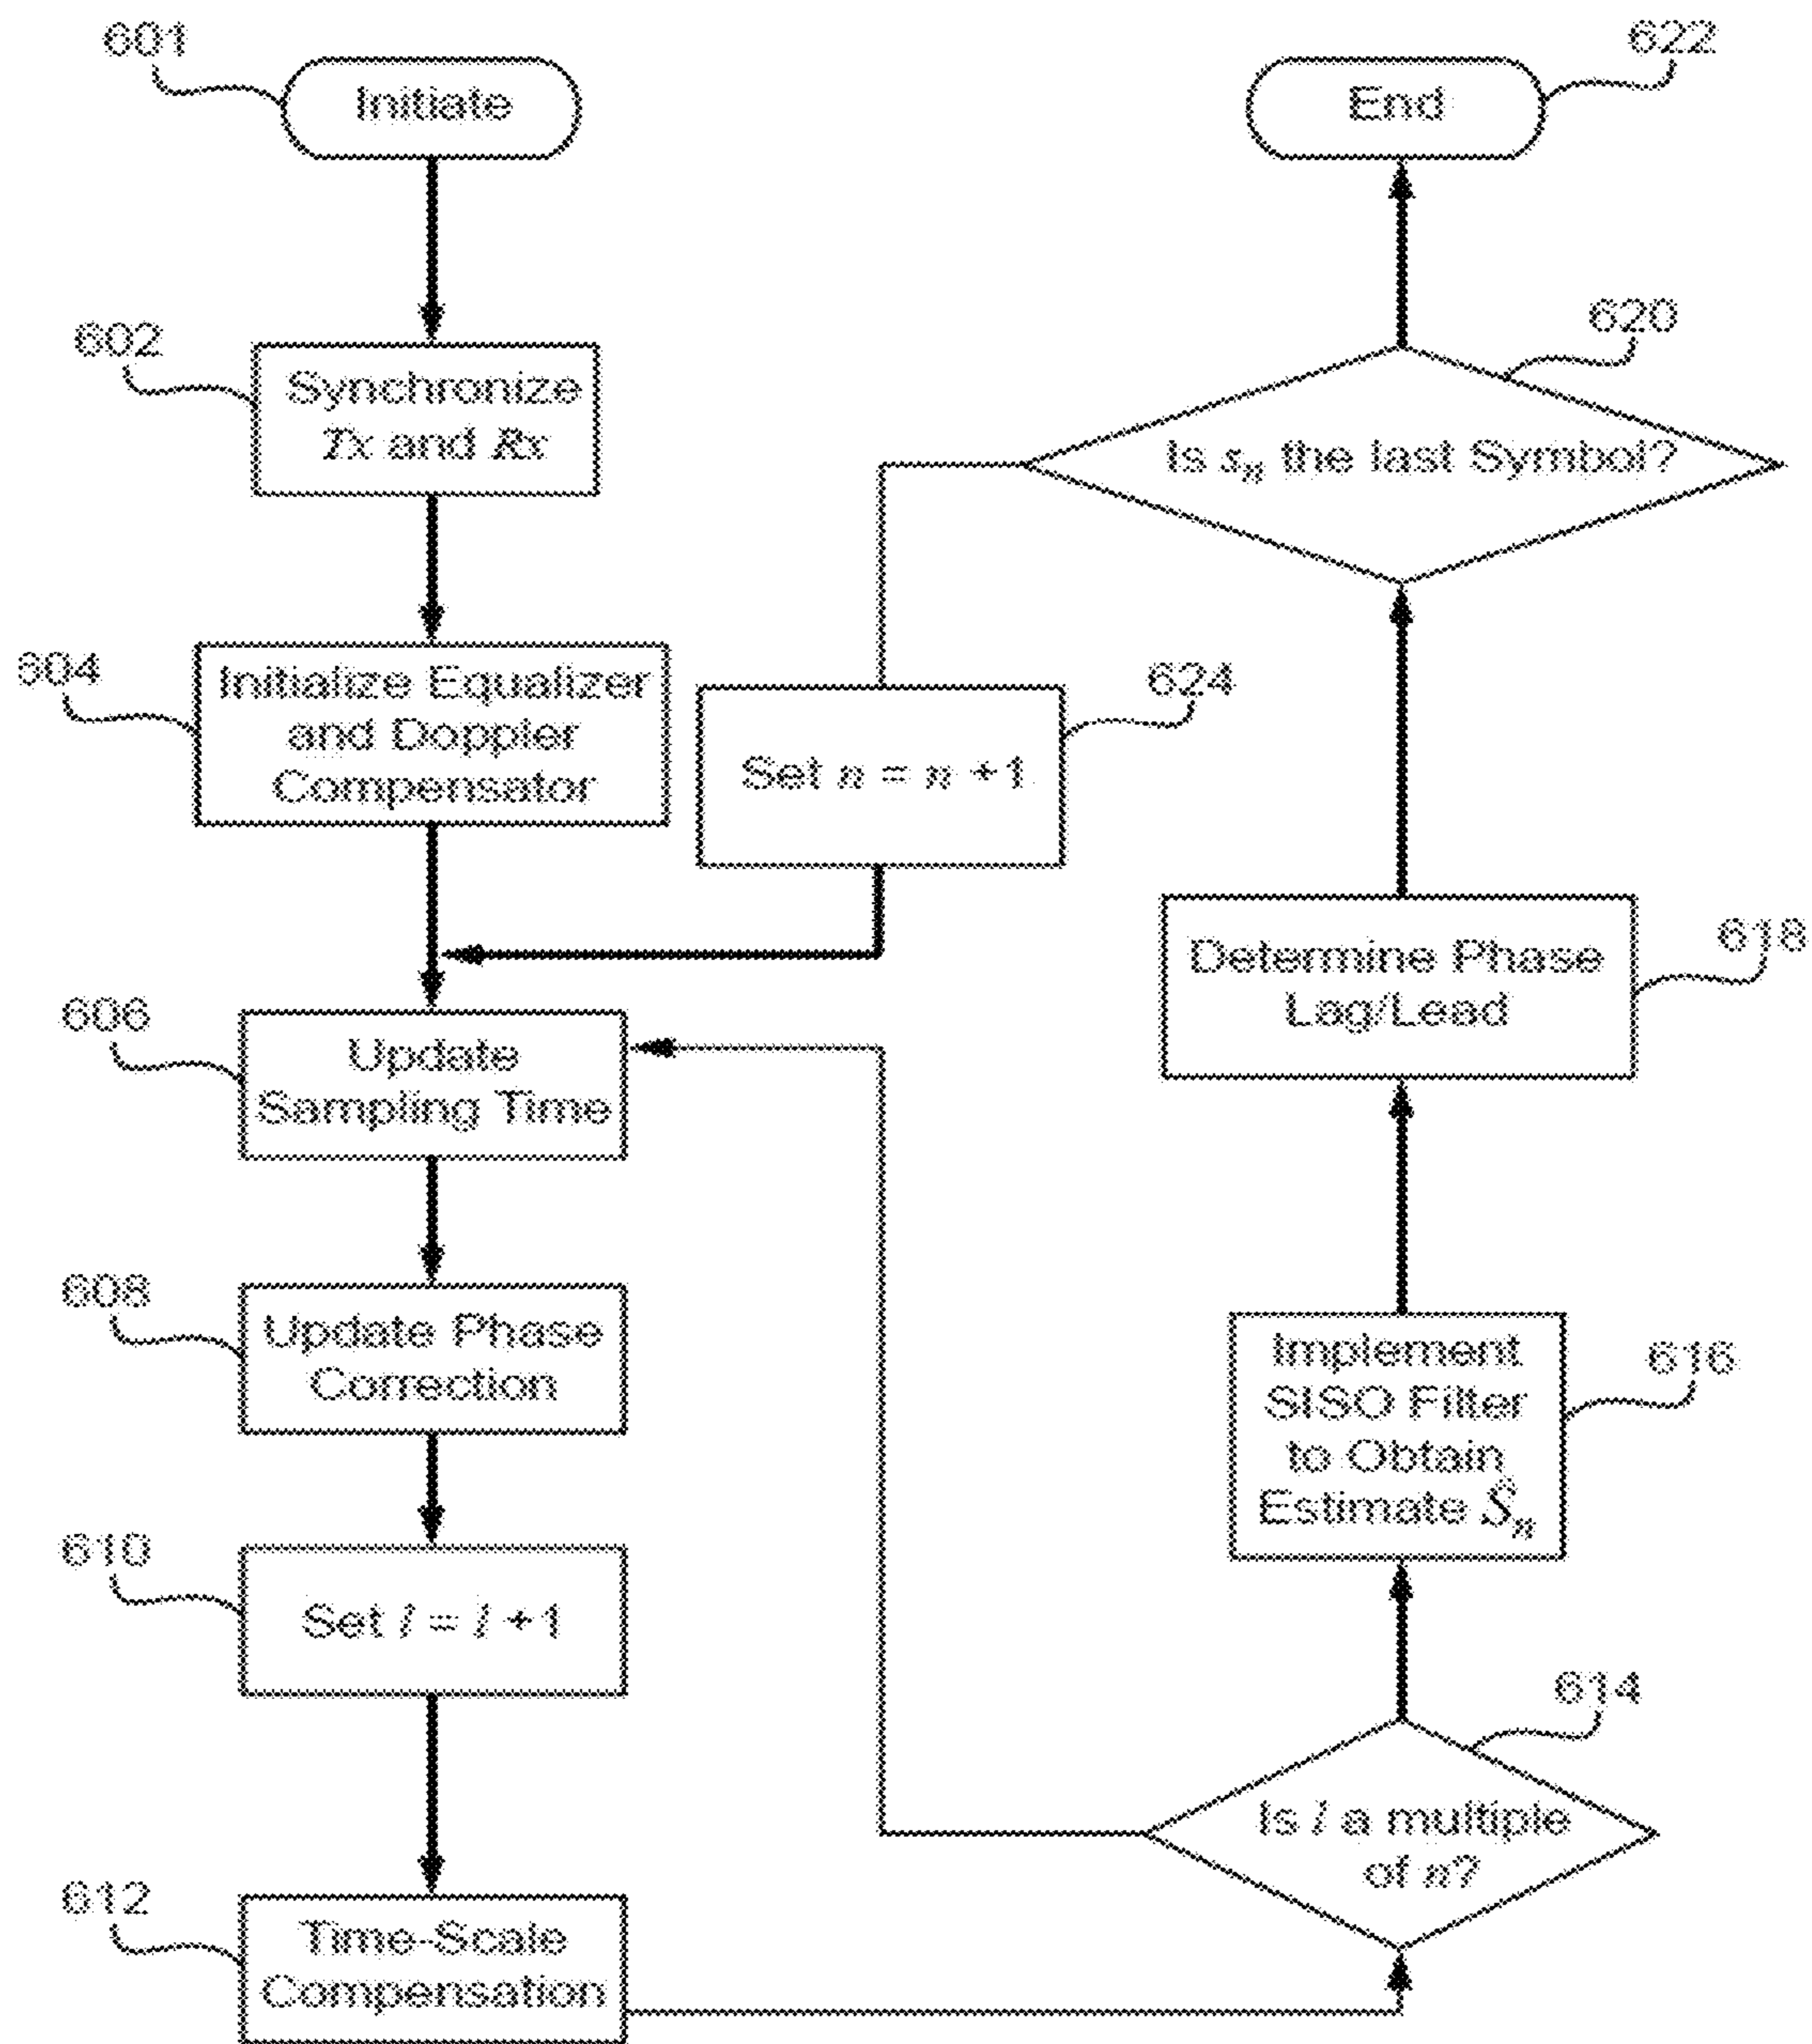 601
Initiate
602
Synchronize
Tx and Rx
604
Initialize Equalizer
and Doppler
Compensator
606
Update
Sampling Time
608
Update Phase
Correction
610
Set l = l +1
612
Time-Scale
Compensation
614
Is l a multiple
of n?
616
Implement
SISO Filter
to Obtain
Estimate Ŝn
618
Determine Phase
Lag/Lead
620
Is sn the last Symbol?
622
End
624
Set n = n +1